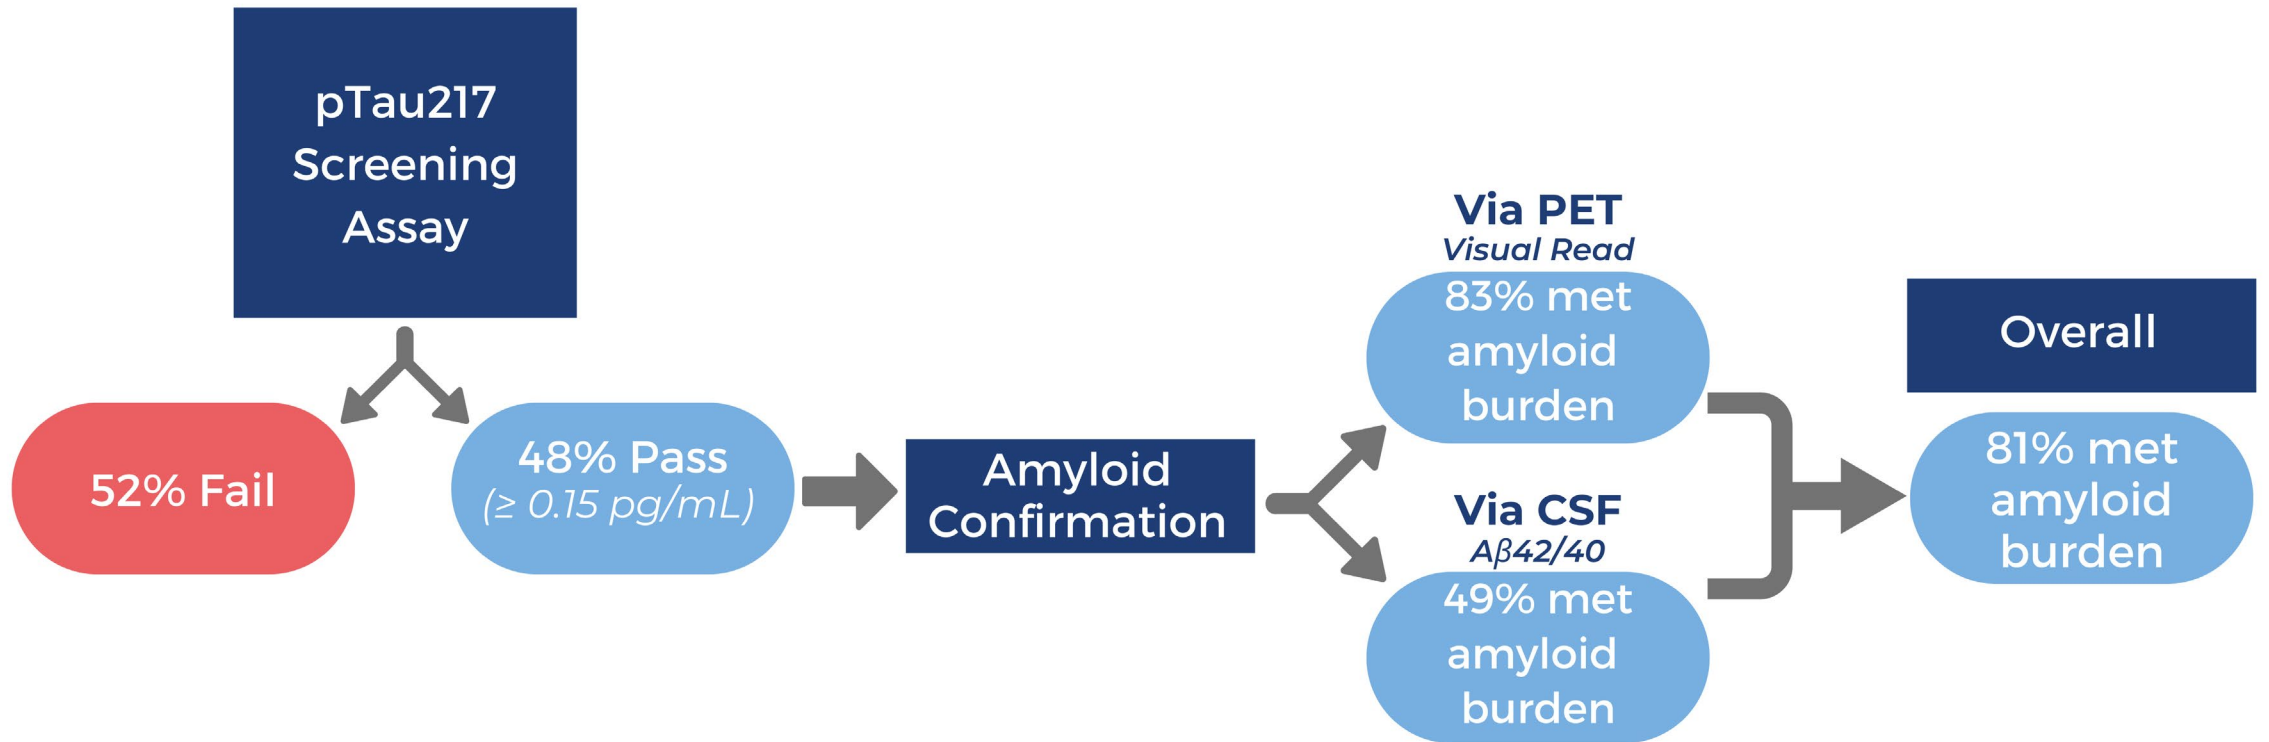 pTau217
Screening
Assay
52% Fail
48% Pass
(≥ 0.15 pg/mL)
Amyloid
Confirmation
Via PET
Visual Read
83% met
amyloid
burden
Via CSF
Aβ42/40
49% met
amyloid
burden
Overall
81% met
amyloid
burden